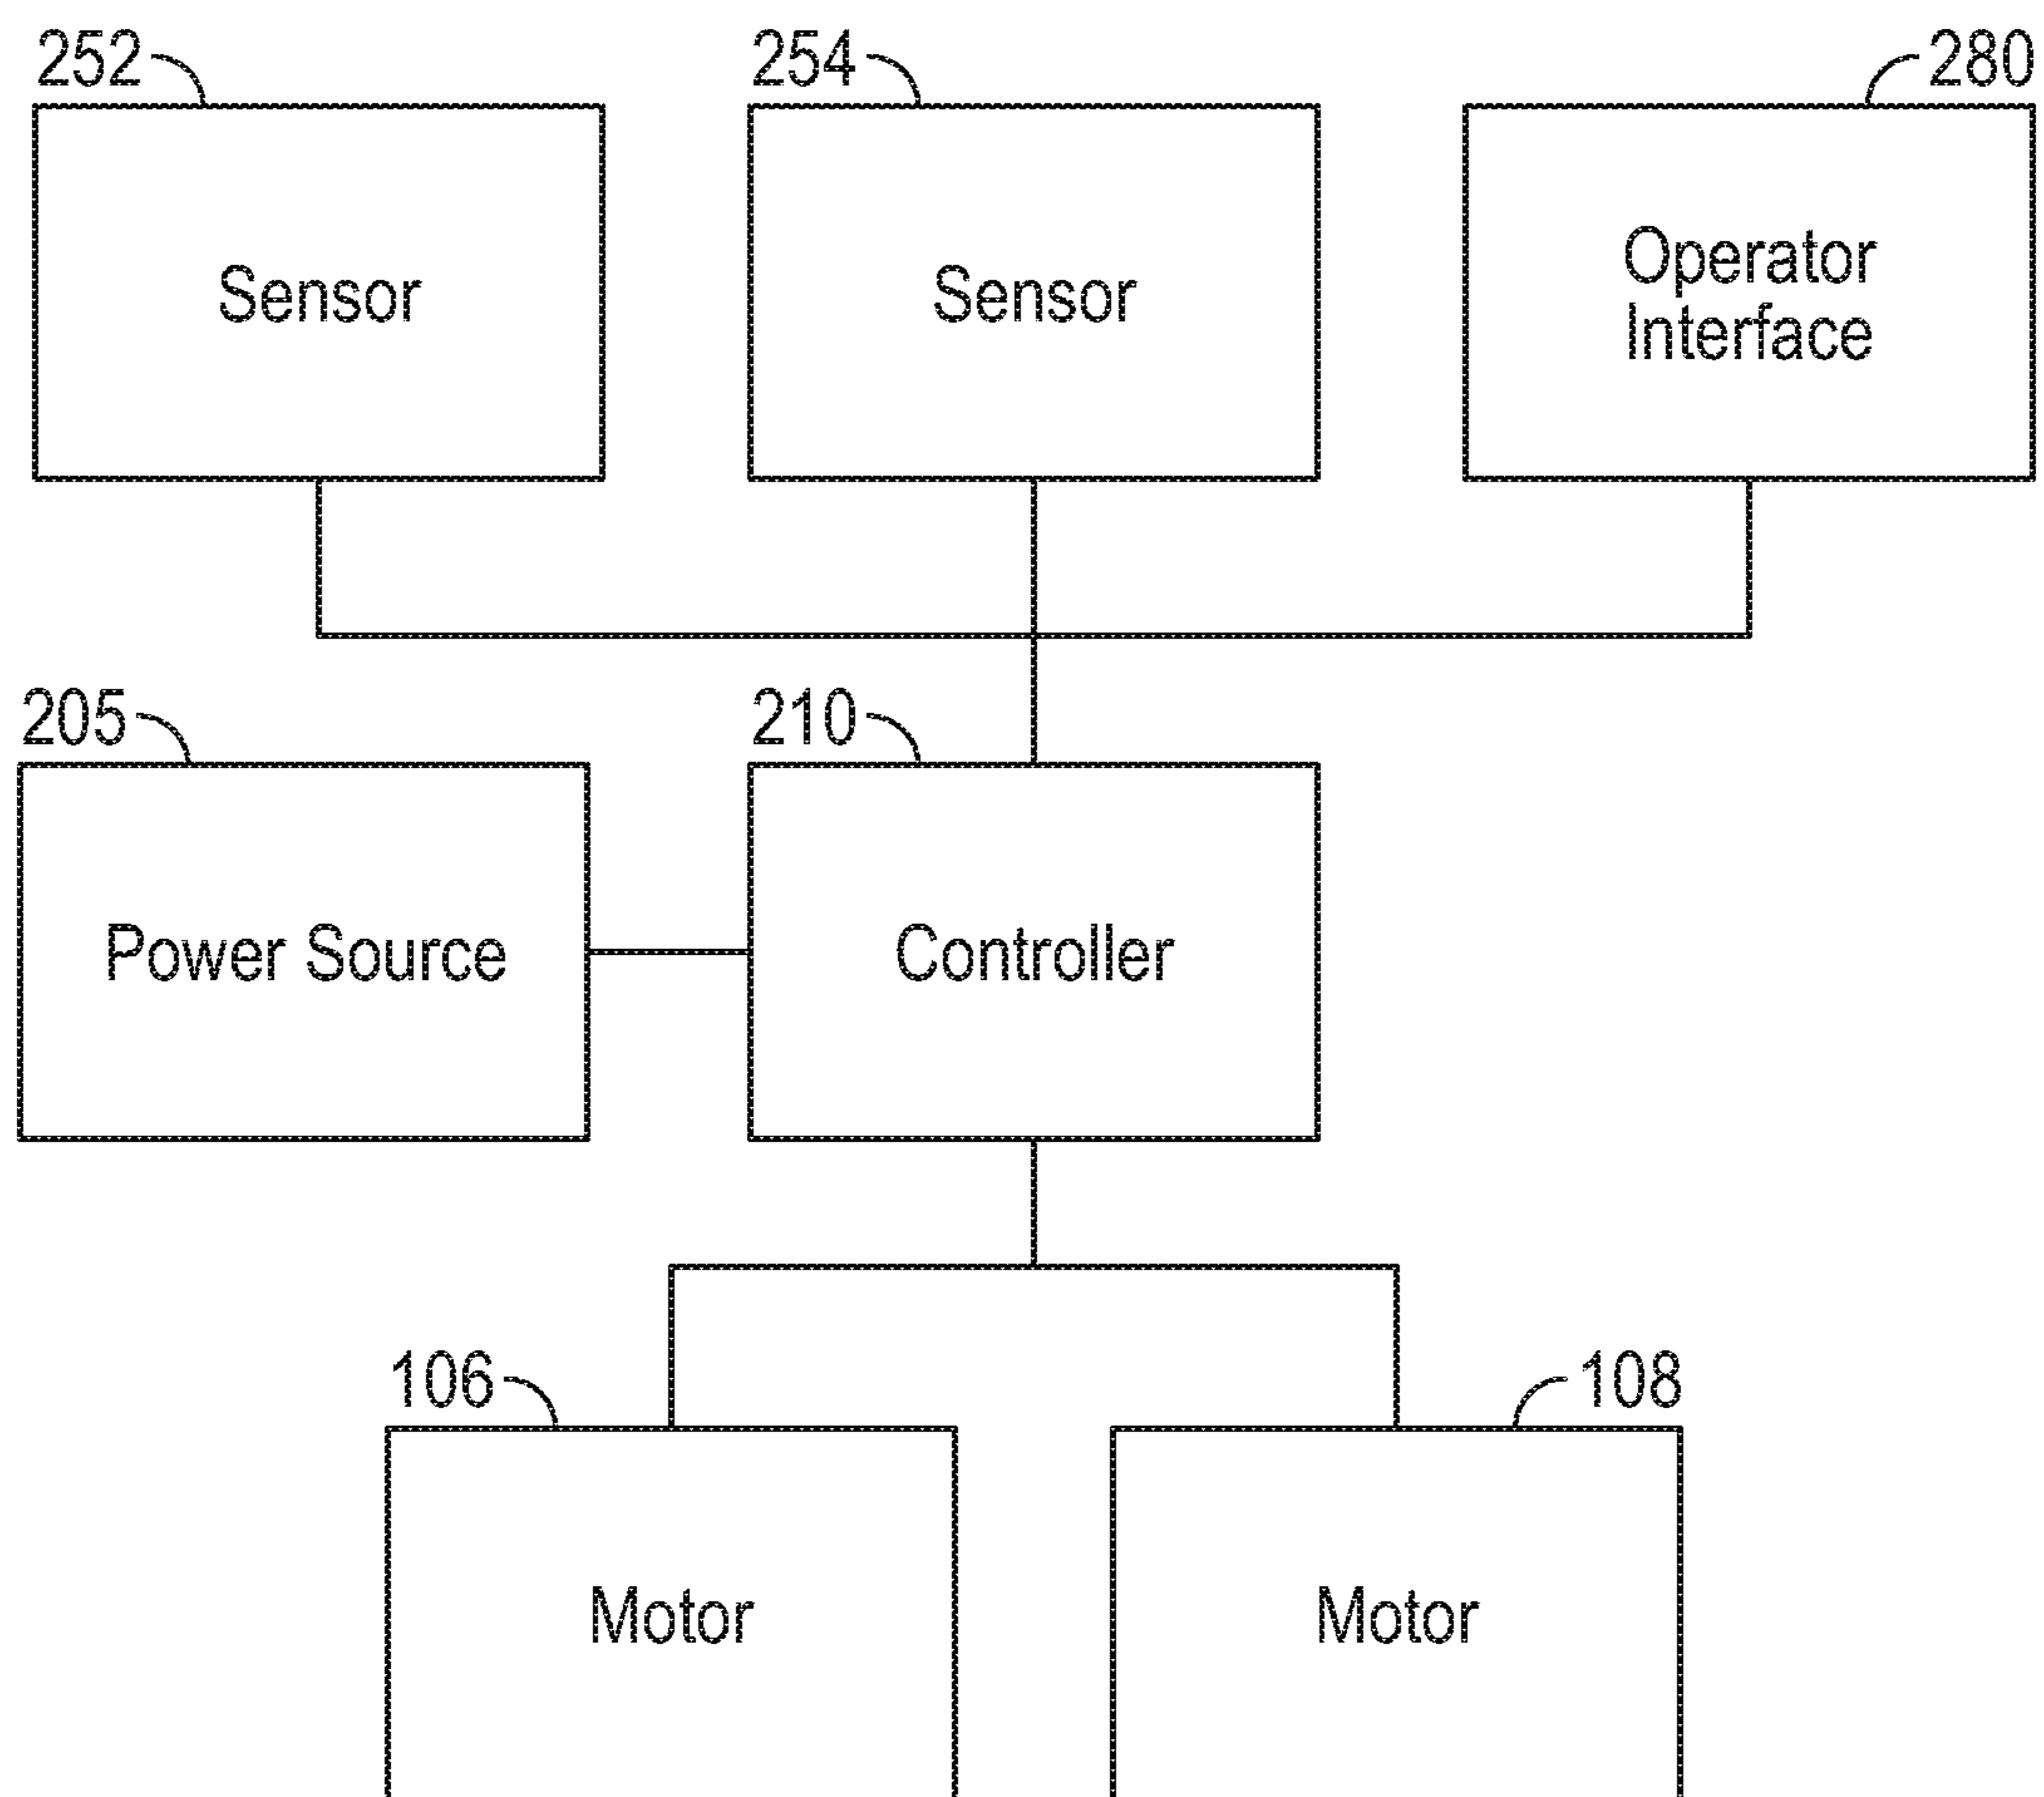 252
254
280
Sensor
Sensor
Operator
Interface
205
210
Power Source
Controller
106
108
Motor
Motor